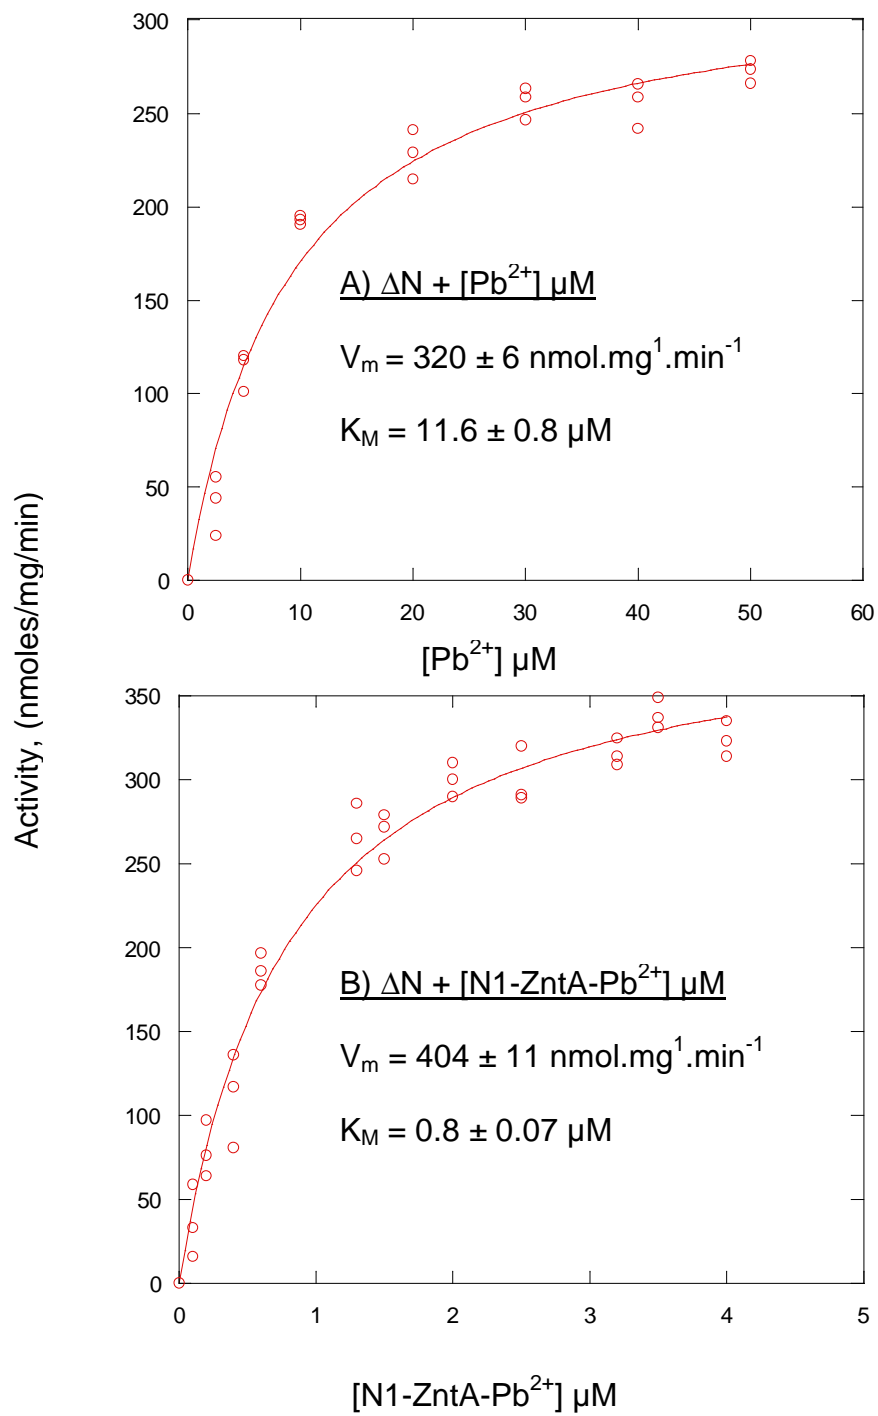 Activity, (nmoles/mg/min)
300
250
200
150
100
50
0
A) ΔN + [Pb²⁺] µM
Vₘ = 320 ± 6 nmol.mg¹.min⁻¹
K_M = 11.6 ± 0.8 µM
0 10 20 30 40 50 60
[Pb²⁺] µM
350
300
250
200
150
100
50
0
B) ΔN + [N1-ZntA-Pb²⁺] µM
Vₘ = 404 ± 11 nmol.mg¹.min⁻¹
K_M = 0.8 ± 0.07 µM
0 1 2 3 4 5
[N1-ZntA-Pb²⁺] µM